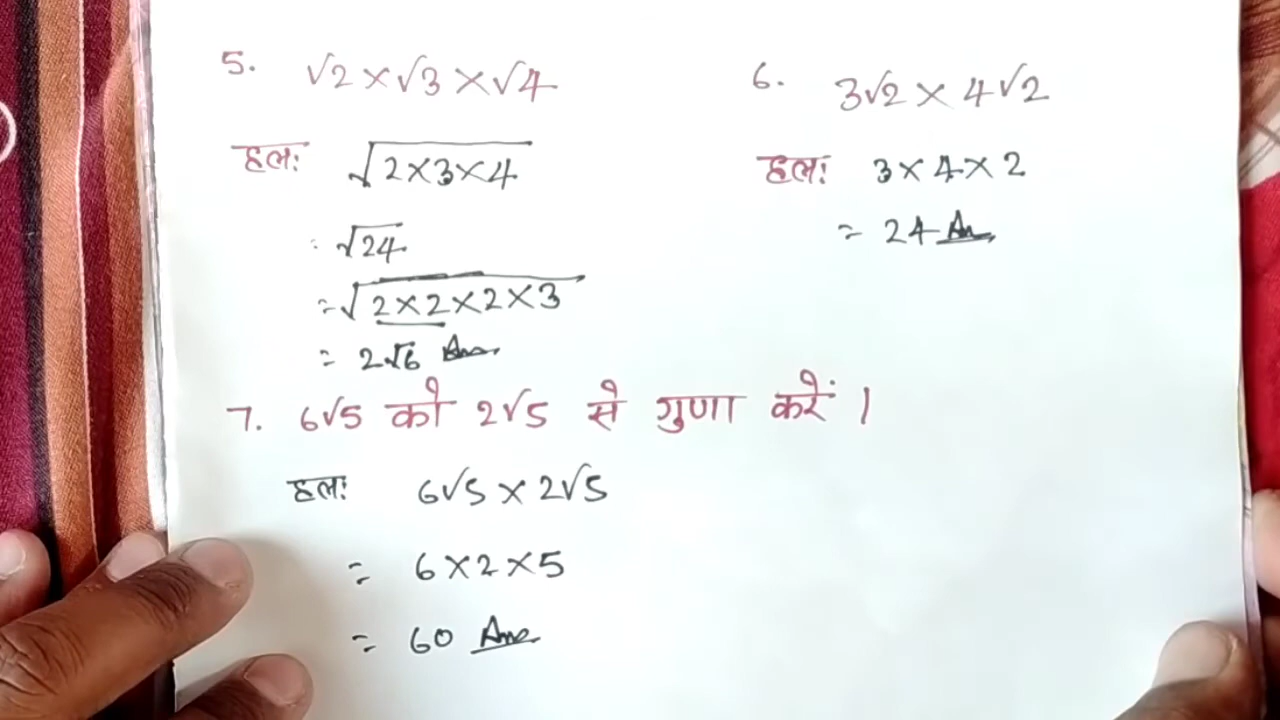 5. √2 × √3 × √4
हलः √2×3×4
= √24
= √2×2×2×3
= 2√6 Ans
6. 3√2 × 4√2
हलः 3×4×2
= 24 An
7. 6√5 को 2√5 से गुणा करें।
हलः 6√5 × 2√5
= 6×2×5
= 60 Ans